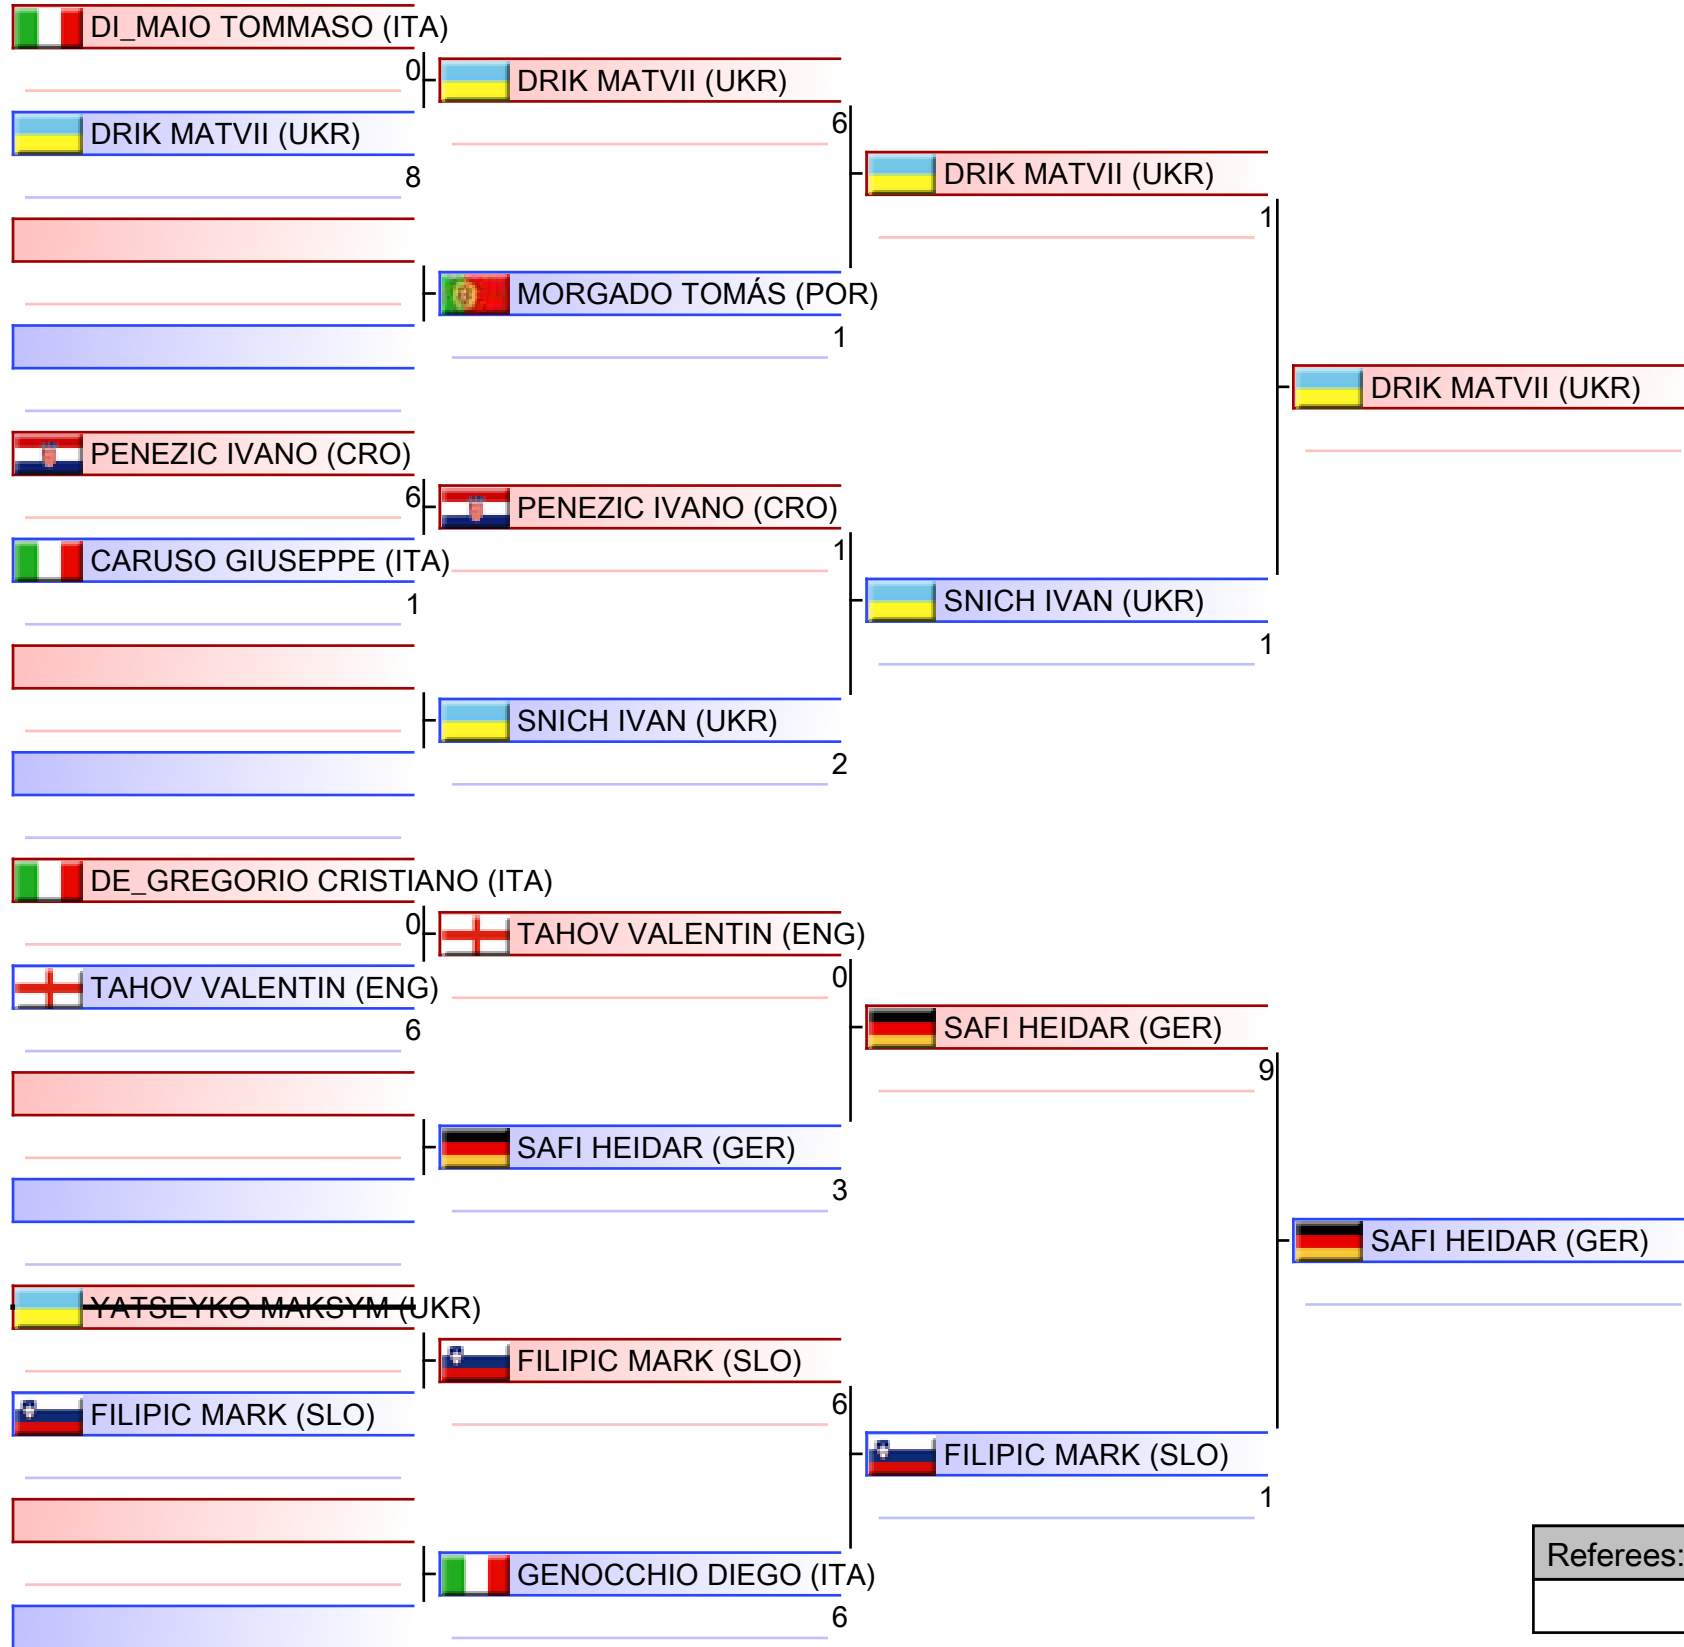 DI_MAIO TOMMASO (ITA)
0
DRIK MATVII (UKR)
DRIK MATVII (UKR)
6
8
DRIK MATVII (UKR)
1
MORGADO TOMÁS (POR)
1
DRIK MATVII (UKR)
PENEZIC IVANO (CRO)
6
PENEZIC IVANO (CRO)
CARUSO GIUSEPPE (ITA)
1
1
SNICH IVAN (UKR)
1
SNICH IVAN (UKR)
2
DE_GREGORIO CRISTIANO (ITA)
0
TAHOV VALENTIN (ENG)
TAHOV VALENTIN (ENG)
0
6
SAFI HEIDAR (GER)
9
SAFI HEIDAR (GER)
3
SAFI HEIDAR (GER)
YATSEYKO MAKSYM (UKR)
FILIPIC MARK (SLO)
FILIPIC MARK (SLO)
6
FILIPIC MARK (SLO)
1
Referees:
GENOCCHIO DIEGO (ITA)
6